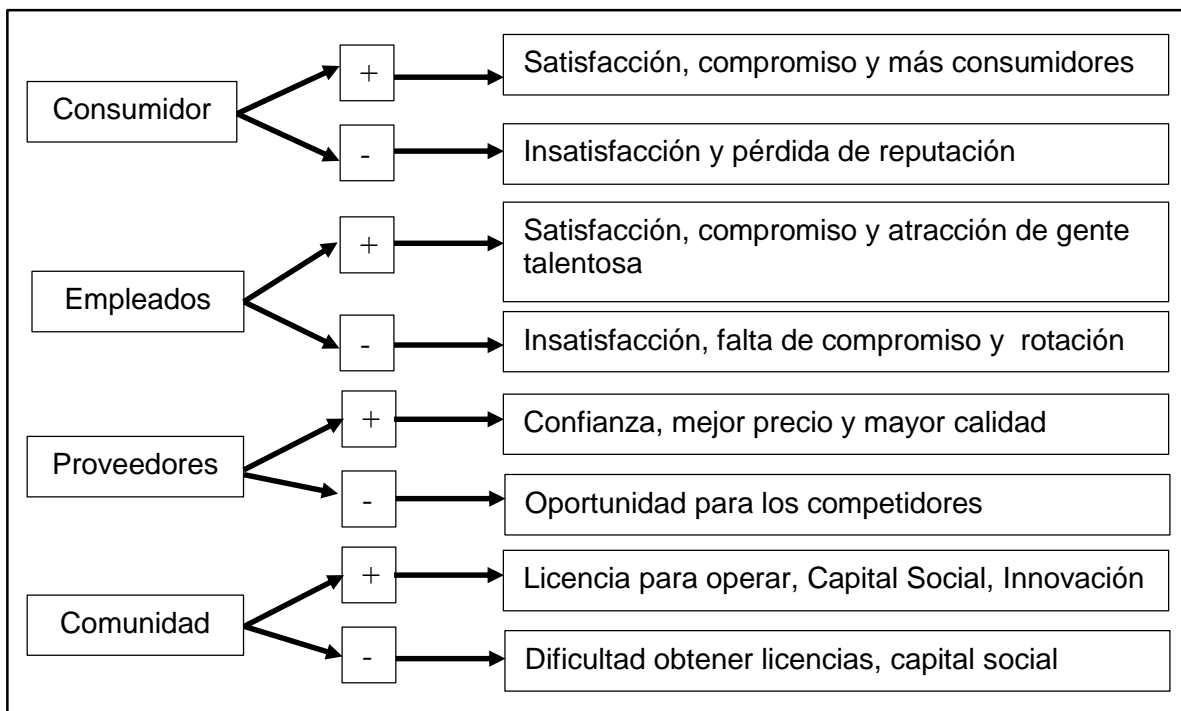 Consumidor
+
Satisfacción, compromiso y más consumidores
-
Insatisfacción y pérdida de reputación
Empleados
+
Satisfacción, compromiso y atracción de gente
talentosa
-
Insatisfacción, falta de compromiso y  rotación
Proveedores
+
Confianza, mejor precio y mayor calidad
-
Oportunidad para los competidores
Comunidad
+
Licencia para operar, Capital Social, Innovación
-
Dificultad obtener licencias, capital social